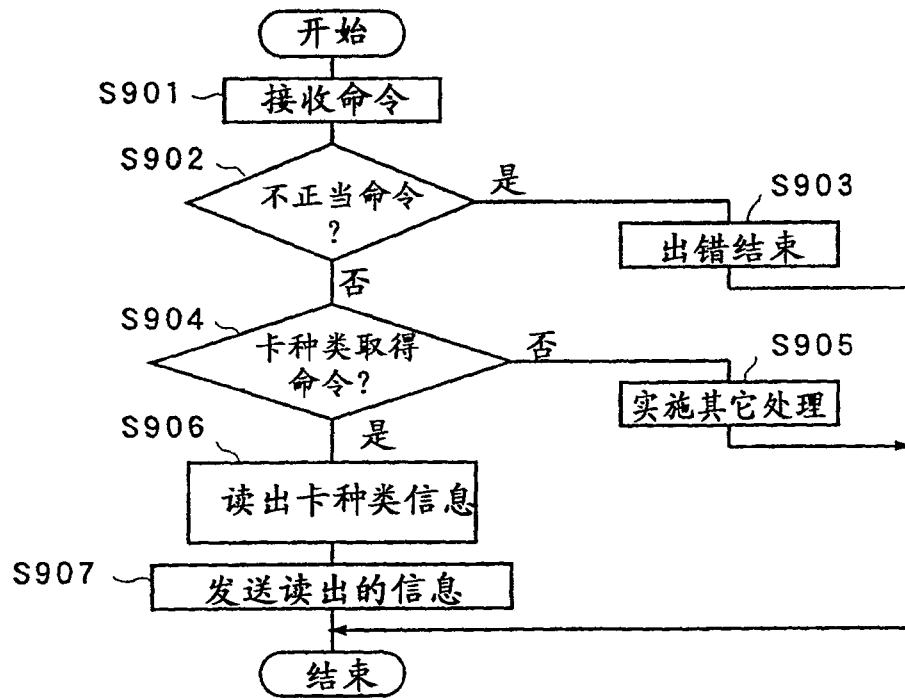 开始
S901
接收命令
S902
不正当命令
?
是
S903
出错结束
否
S904
卡种类取得
命令?
否
S905
实施其它处理
S906
是
读出卡种类信息
S907
发送读出的信息
结束